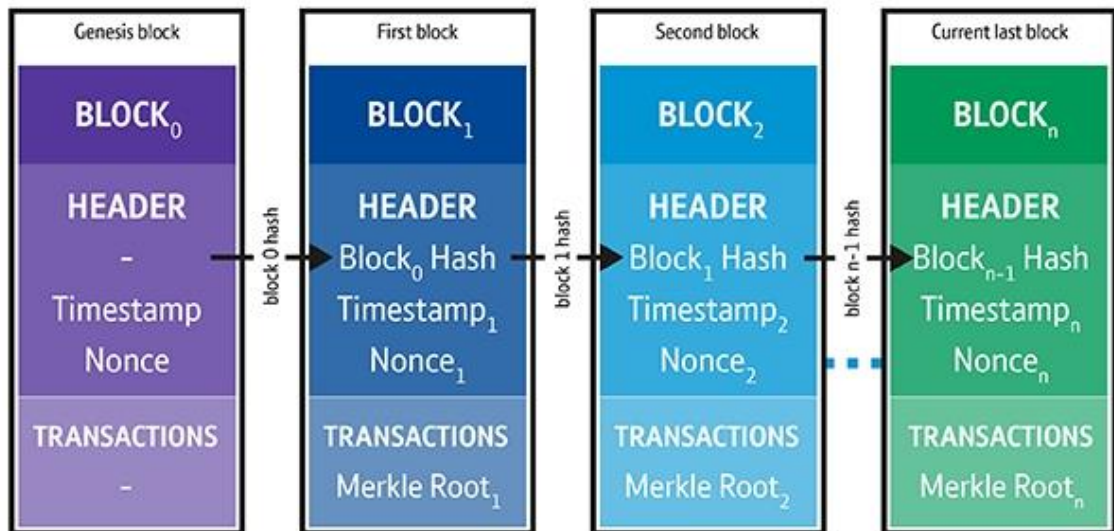 Genesis block
BLOCK₀
HEADER
-
Timestamp
Nonce
TRANSACTIONS
-
block 0 hash
First block
BLOCK₁
HEADER
Block₀ Hash
Timestamp₁
Nonce₁
TRANSACTIONS
Merkle Root₁
block 1 hash
Second block
BLOCK₂
HEADER
Block₁ Hash
Timestamp₂
Nonce₂
TRANSACTIONS
Merkle Root₂
block n-1 hash
Current last block
BLOCKₙ
HEADER
Blockₙ₋₁ Hash
Timestampₙ
Nonceₙ
TRANSACTIONS
Merkle Rootₙ